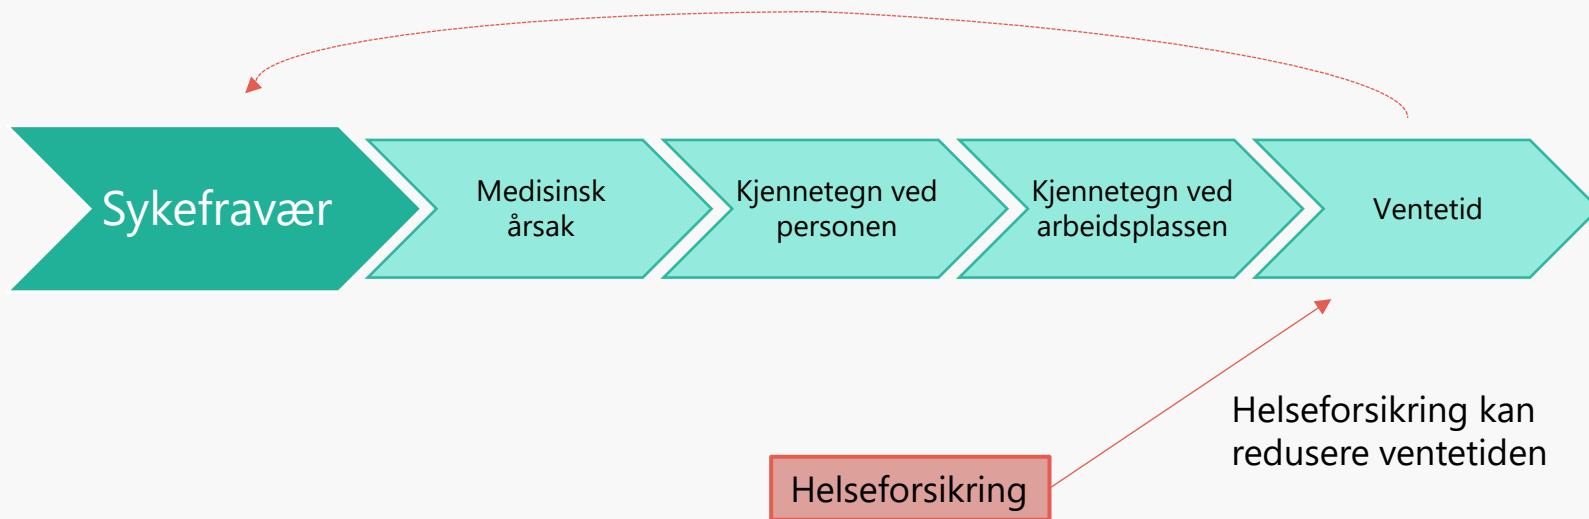 Sykefravær
Medisinsk
årsak
Kjennetegn ved
personen
Kjennetegn ved
arbeidsplassen
Ventetid
Helseforsikring kan
redusere ventetiden
Helseforsikring